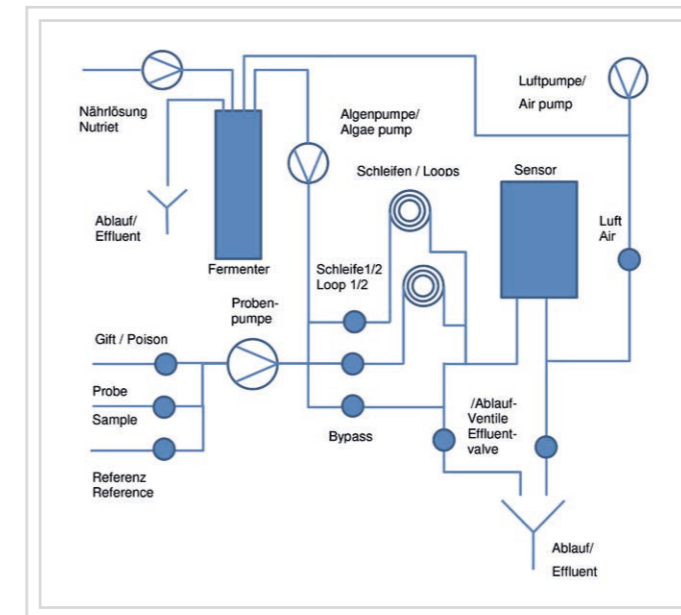 Nährlösung
Nutriet
Ablauf/
Effluent
Fermenter
Algenpumpe/
Algae pump
Luftpumpe/
Air pump
Schleifen / Loops
Sensor
Luft
Air
Schleife1/2
Loop 1/2
Proben-
pumpe
Gift / Poison
Probe
Sample
Referenz
Reference
Bypass
/Ablauf-
Ventile
Effluent-
valve
Ablauf/
Effluent